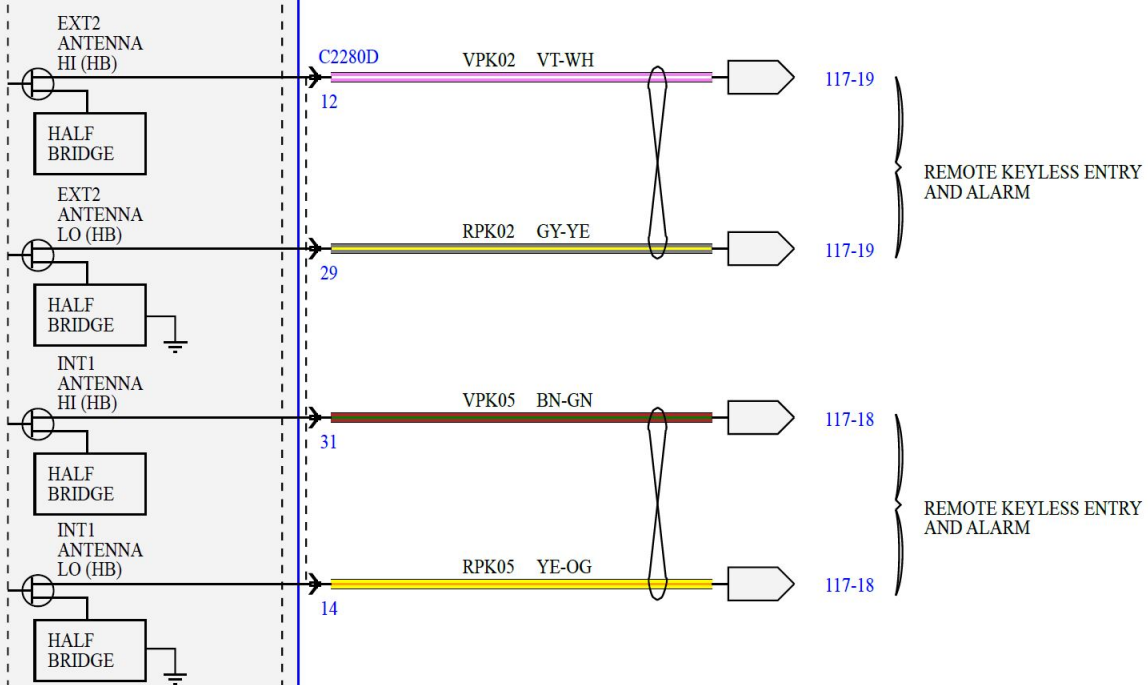 EXT2
ANTENNA
HI (HB)
C2280D
VPK02 VT-WH
12
117-19
HALF
BRIDGE
REMOTE KEYLESS ENTRY
AND ALARM
EXT2
ANTENNA
LO (HB)
RPK02 GY-YE
29
117-19
HALF
BRIDGE
INT1
ANTENNA
HI (HB)
VPK05 BN-GN
31
117-18
HALF
BRIDGE
REMOTE KEYLESS ENTRY
AND ALARM
INT1
ANTENNA
LO (HB)
RPK05 YE-OG
14
117-18
HALF
BRIDGE